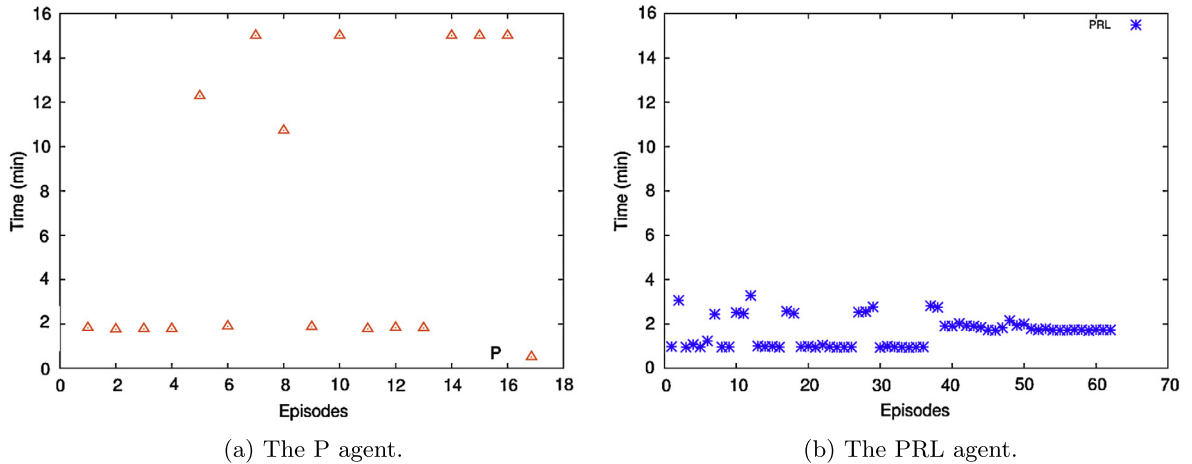 16
14
12
10
8
6
4
2
0
Time (min)
P
0 2 4 6 8 10 12 14 16 18
Episodes
(a) The P agent.
16
14
12
10
8
6
4
2
0
Time (min)
PRL
0 10 20 30 40 50 60 70
Episodes
(b) The PRL agent.